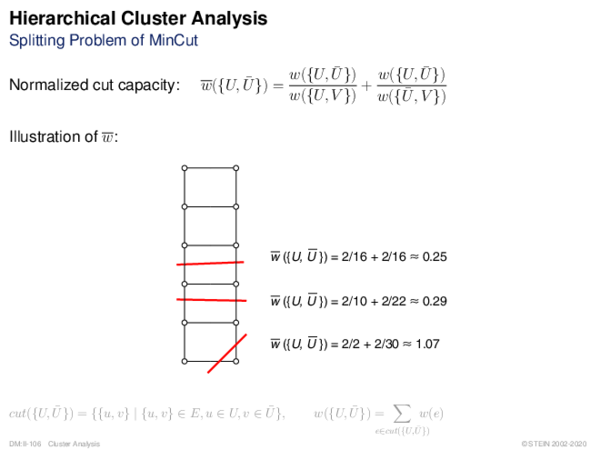 Hierarchical Cluster Analysis
Splitting Problem of MinCut
Normalized cut capacity: w̅({U, Ū}) = w({U, Ū}) / w({U, V}) + w({U, Ū}) / w({Ū, V})
Illustration of w̅:
w̅ ({U, Ū}) = 2/16 + 2/16 ≈ 0.25
w̅ ({U, Ū}) = 2/10 + 2/22 ≈ 0.29
w̅ ({U, Ū}) = 2/2 + 2/30 ≈ 1.07
cut({U, Ū}) = {{u, v} | {u, v} ∈ E, u ∈ U, v ∈ Ū}, w({U, Ū}) = ∑ w(e)
e∈cut({U,Ū})
DM:II-106 Cluster Analysis ©STEIN 2002-2020